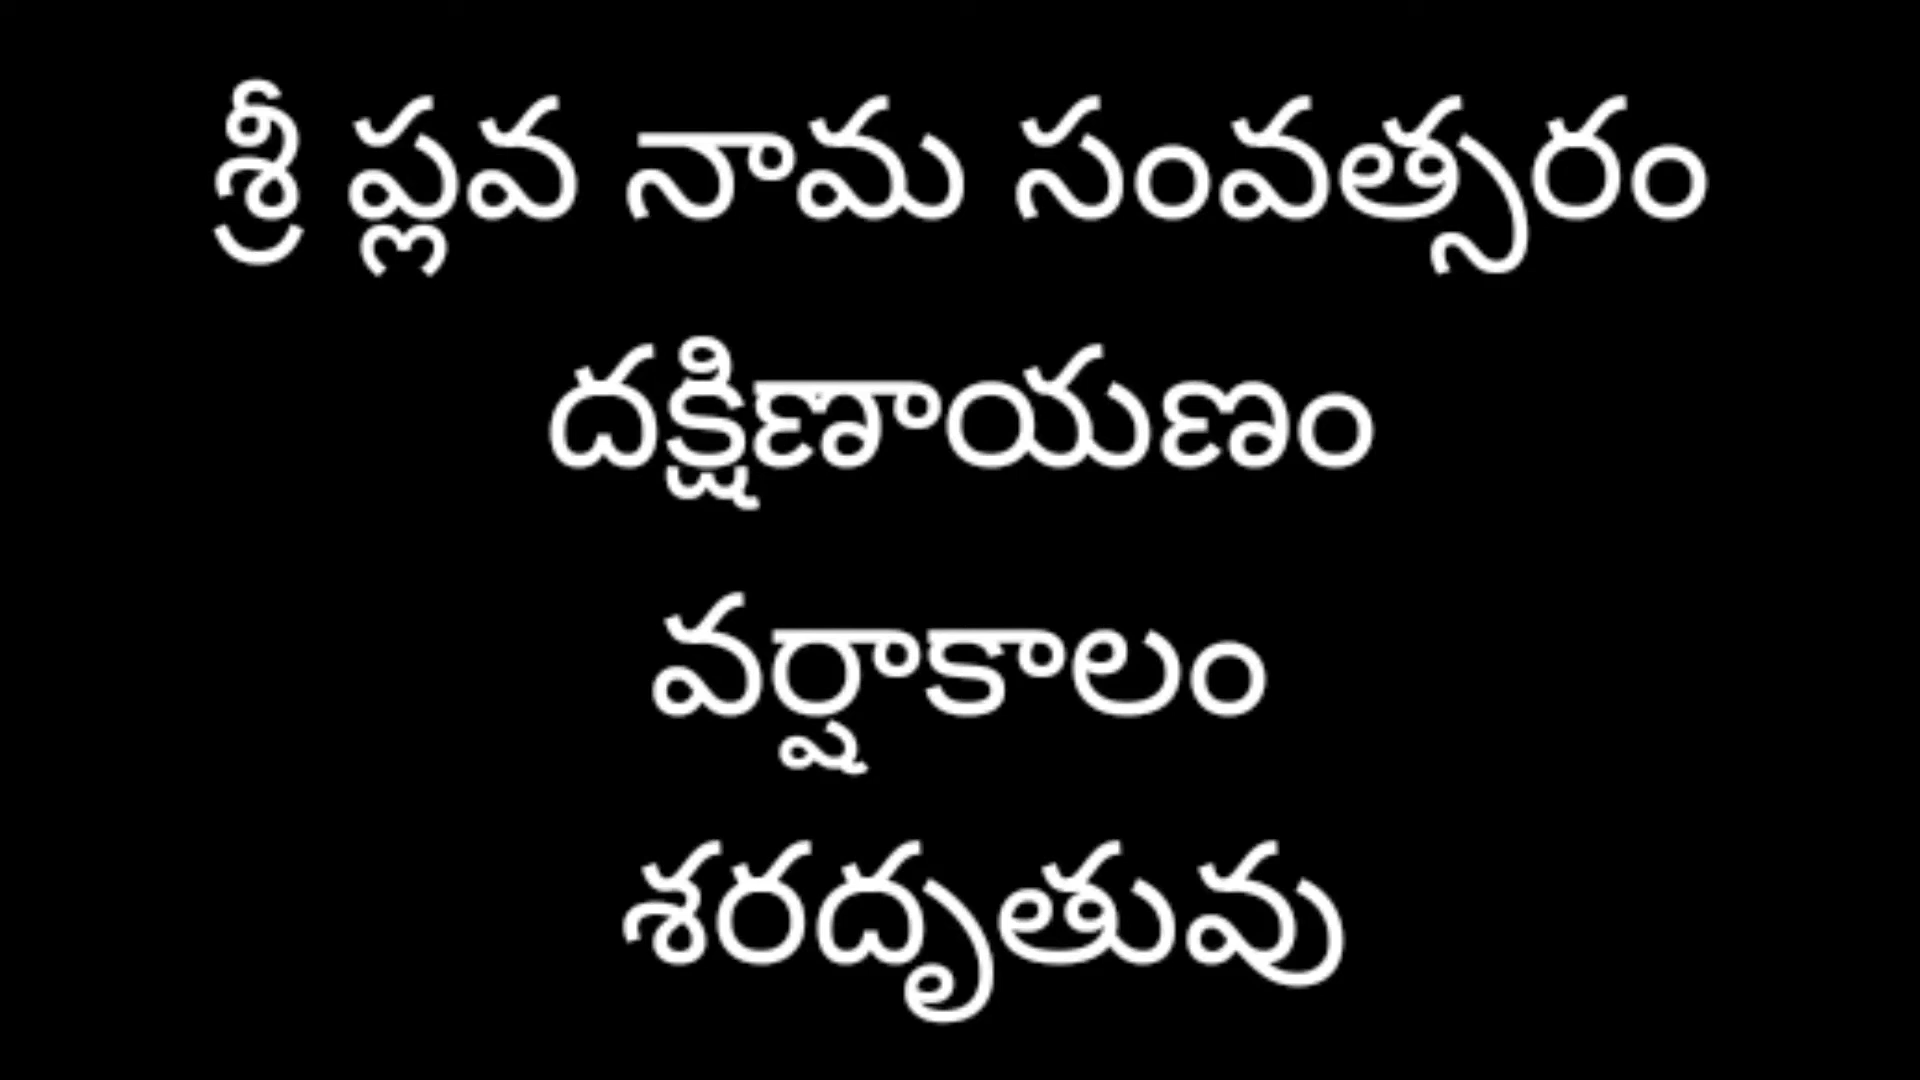 శ్రీ ప్లవ నామ సంవత్సరం
దక్షిణాయణం
వర్షాకాలం
శరదృతువు